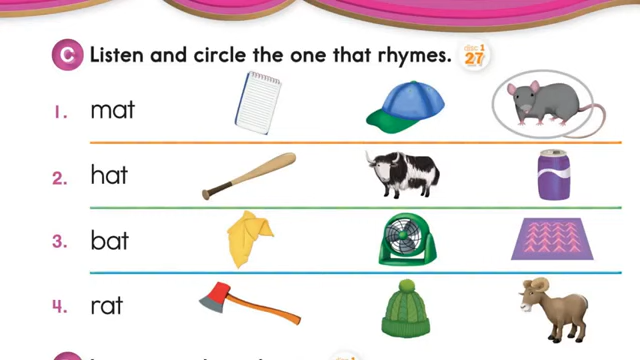 C Listen and circle the one that rhymes. disc 1 27
1. mat
2. hat
3. bat
4. rat